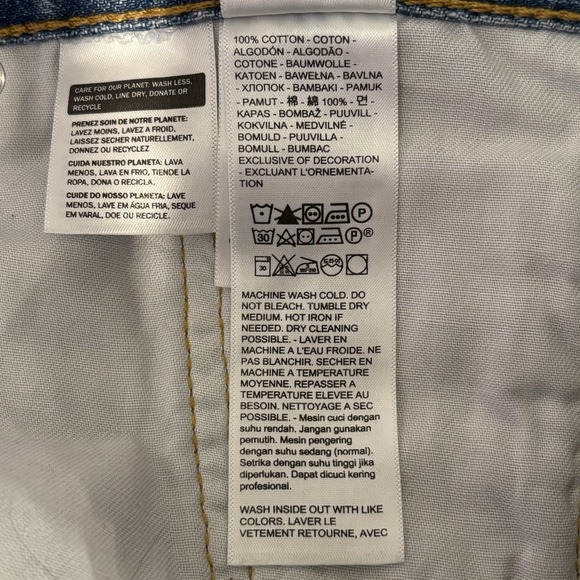 CARE FOR OUR PLANET: WASH LESS,
WASH COLD, LINE DRY, DONATE OR
RECYCLE
PRENEZ SOIN DE NOTRE PLANETE:
LAVEZ MOINS, LAVEZ A FROID,
LAISSEZ SECHER NATURELLEMENT,
DONNEZ OU RECYCLEZ
CUIDA NUESTRO PLANETA: LAVA
MENOS, LAVA EN FRIO, TIENDE LA
ROPA, DONA O RECICLA.
CUIDE DO NOSSO PLANETA: LAVE
MENOS, LAVE EM ÁGUA FRIA, SEQUE
EM VARAL, DOE OU RECICLE.
100% COTTON - COTON -
ALGODÓN - ALGODÃO -
COTONE - BAUMWOLLE -
KATOEN - BAWEŁNA - BAVLNA
- ХЛОПОК - BAMBAKI - PAMUK
- PAMUT - 棉 - 綿 100% - 면 -
KAPAS - BOMBAŽ - PUUVILL -
KOKVILNA - MEDVILNĖ -
BOMULD - PUUVILLA -
BOMULL - BUMBAC
EXCLUSIVE OF DECORATION
- EXCLUANT L'ORNEMENTA-
TION
P
30 P ®
30
MACHINE WASH COLD. DO
NOT BLEACH. TUMBLE DRY
MEDIUM. HOT IRON IF
NEEDED. DRY CLEANING
POSSIBLE. - LAVER EN
MACHINE A L'EAU FROIDE. NE
PAS BLANCHIR. SECHER EN
MACHINE A TEMPERATURE
MOYENNE. REPASSER A
TEMPERATURE ELEVEE AU
BESOIN. NETTOYAGE A SEC
POSSIBLE. - Mesin cuci dengan
suhu rendah. Jangan gunakan
pemutih. Mesin pengering
dengan suhu sedang (normal).
Setrika dengan suhu tinggi jika
diperlukan. Dapat dicuci kering
profesional.
WASH INSIDE OUT WITH LIKE
COLORS. LAVER LE
VETEMENT RETOURNE, AVEC